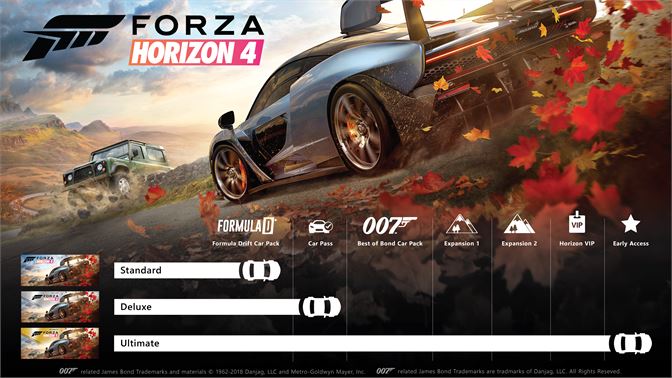 FORZA
HORIZON 4
FORMULA D
007
VIP
Formula Drift Car Pack
Car Pass
Best of Bond Car Pack
Expansion 1
Expansion 2
Horizon VIP
Early Access
Standard
Deluxe
Ultimate
007 related James Bond Trademarks and materials © 1962-2018 Danjaq, LLC and Metro-Goldwyn Mayer, Inc.
007 related James Bond Trademarks are trademarks of Danjaq, LLC. All Rights Reserved.